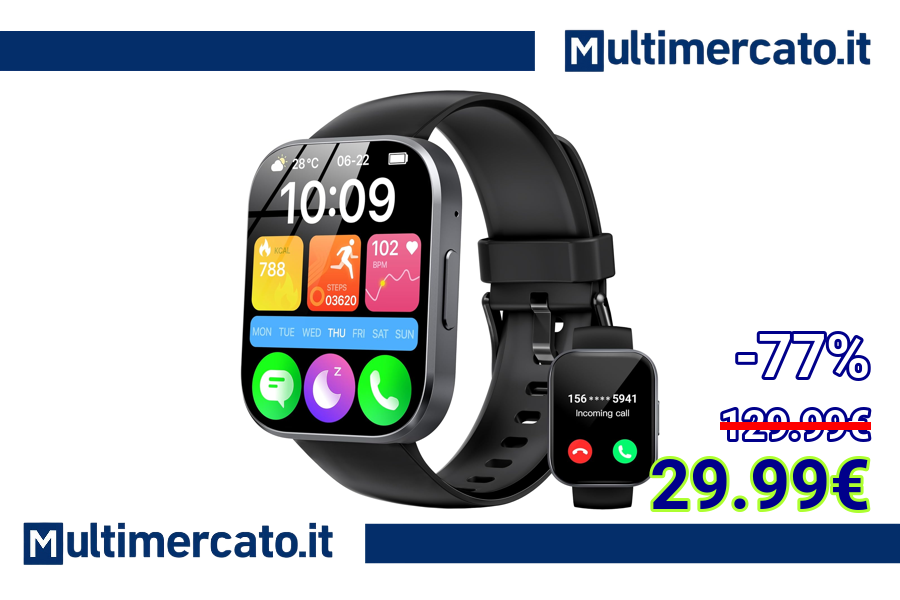 Multimercato.it
28°C 06-22
10:09
KCAL
788
STEPS
03620
102
BPM
MON TUE WED THU FRI SAT SUN
z
156****5941
Incoming call
-77%
129.99€
29.99€
Multimercato.it